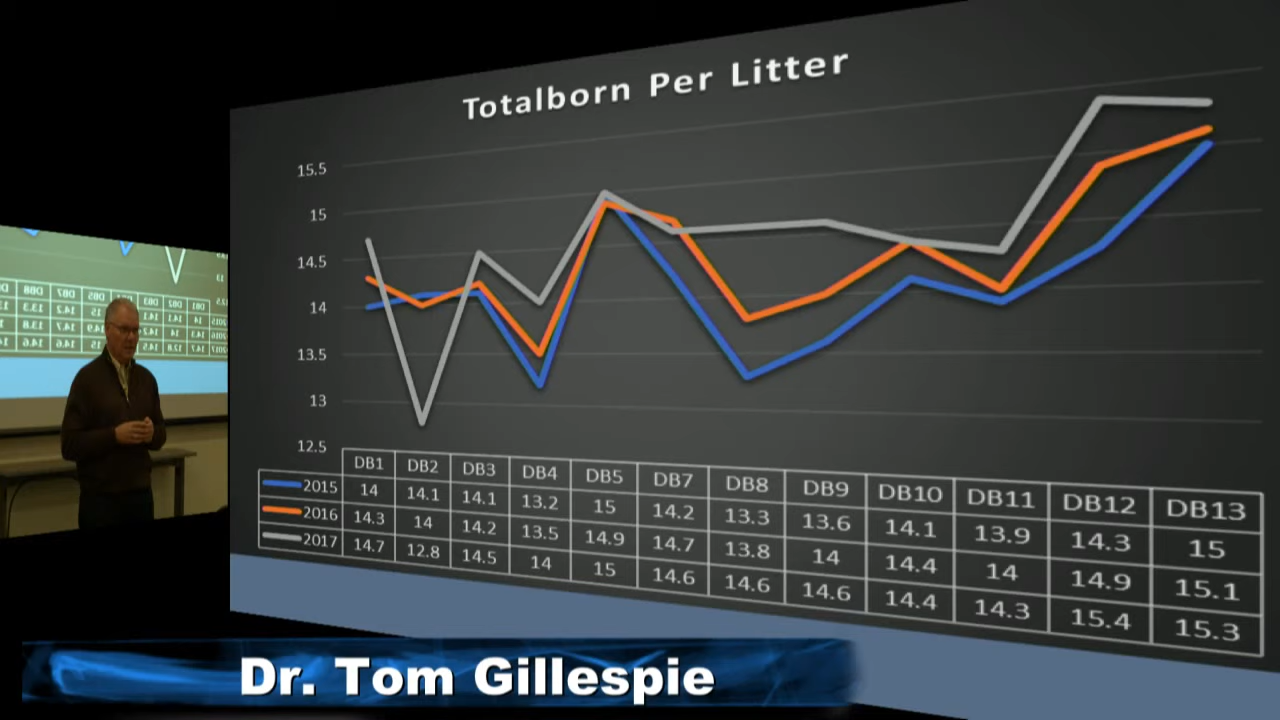 Totalborn Per Litter
15.5
15
14.5
14
13.5
13
12.5
DB1 DB2 DB3 DB4 DB5 DB7 DB8 DB9 DB10 DB11 DB12 DB13
2015 14 14.1 14.1 13.2 15 14.2 13.3 13.6 14.1 13.9 14.3 15
2016 14.3 14 14.2 13.5 14.9 14.7 13.8 14 14.4 14 14.9 15.1
2017 14.7 12.8 14.5 14 15 14.6 14.6 14.6 14.4 14.3 15.4 15.3
Dr. Tom Gillespie